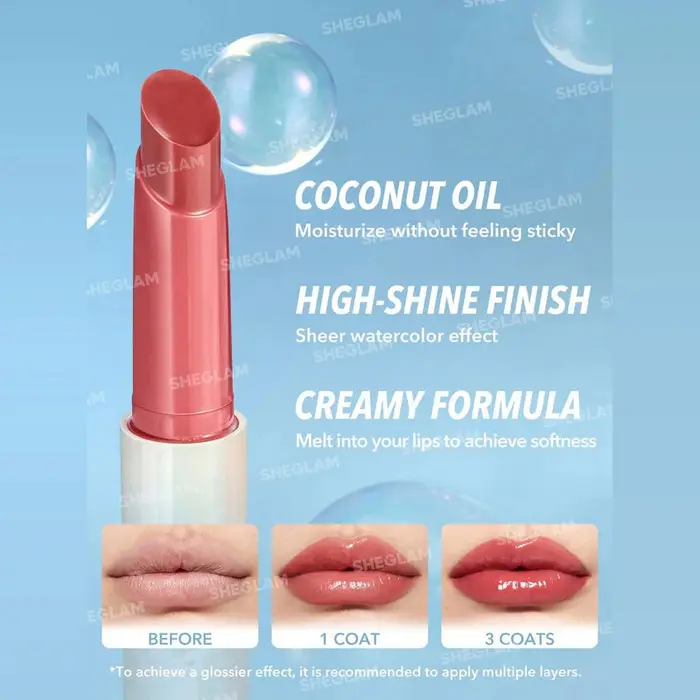 SHEGLAM
COCONUT OIL
Moisturize without feeling sticky
HIGH-SHINE FINISH
Sheer watercolor effect
CREAMY FORMULA
Melt into your lips to achieve softness
BEFORE
1 COAT
3 COATS
*To achieve a glossier effect, it is recommended to apply multiple layers.